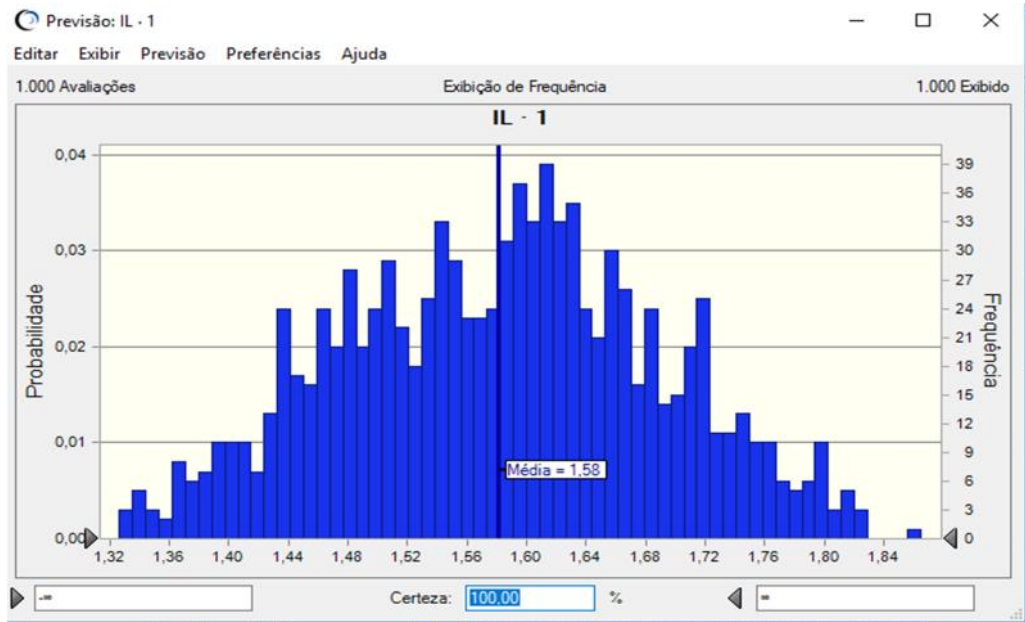 Previsão: IL - 1
Editar Exibir Previsão Preferências Ajuda
1.000 Avaliações Exibição de Frequência 1.000 Exibido
IL - 1
Probabilidade
0,04
0,03
0,02
0,01
0,00
Média = 1,58
39
36
33
30
27
24
21
18
15
12
9
6
3
0
Frequência
1,32 1,36 1,40 1,44 1,48 1,52 1,56 1,60 1,64 1,68 1,72 1,76 1,80 1,84
-∞ Certeza: 100,00 % ∞